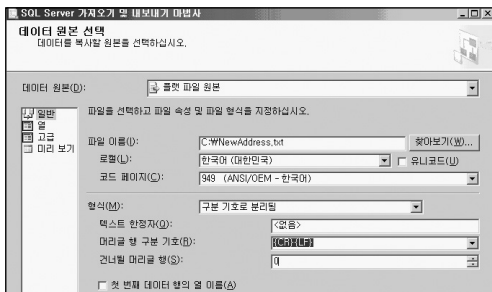 SQL Server 가져오기 및 내보내기 마법사
데이터 원본 선택
데이터를 복사할 원본을 선택하십시오.
데이터 원본(D): 플랫 파일 원본
일반
열
고급
미리 보기
파일을 선택하고 파일 속성 및 파일 형식을 지정하십시오.
파일 이름(I): C:\NewAddress.txt 찾아보기(W)...
로캘(L): 한국어 (대한민국) 유니코드(U)
코드 페이지(C): 949 (ANSI/OEM - 한국어)
형식(M): 구분 기호로 분리됨
텍스트 한정자(Q): <없음>
머리글 행 구분 기호(R): {CR}{LF}
건너뛸 머리글 행(S): 0
첫 번째 데이터 행의 열 이름(A)